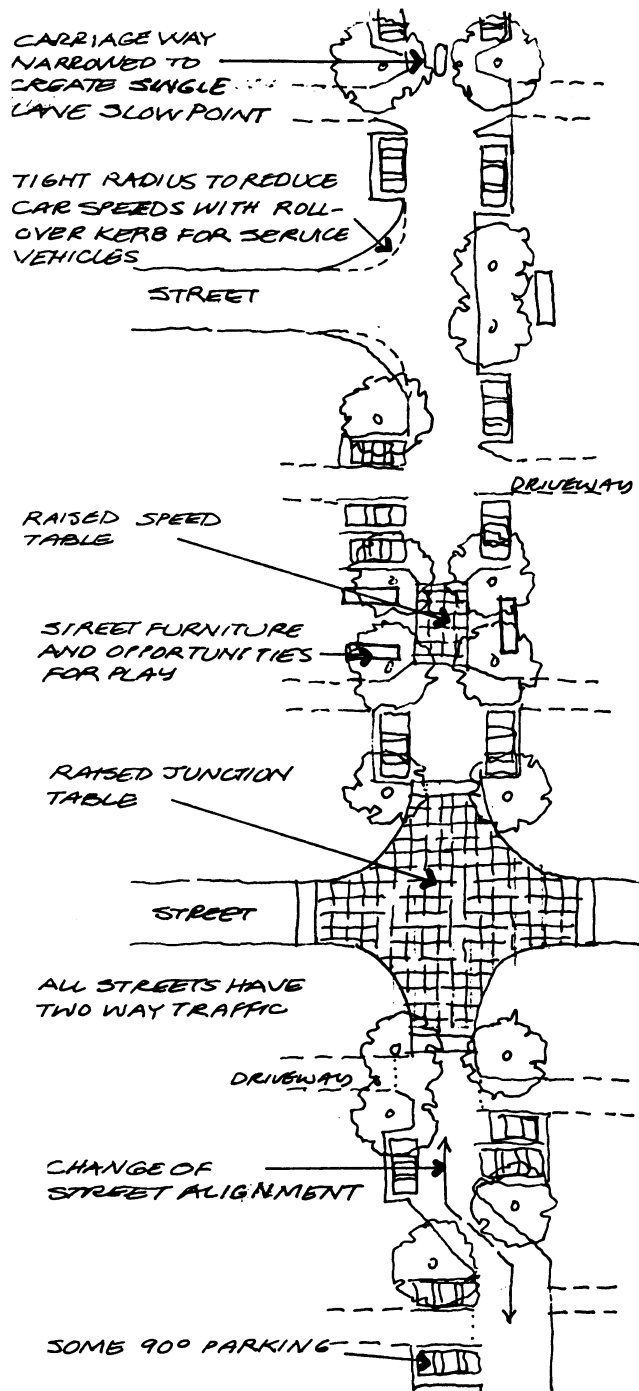 CARRIAGE WAY
NARROWED TO
CREATE SINGLE
LANE SLOW POINT
TIGHT RADIUS TO REDUCE
CAR SPEEDS WITH ROLL-
OVER KERB FOR SERVICE
VEHICLES
STREET
DRIVEWAY
RAISED SPEED
TABLE
STREET FURNITURE
AND OPPORTUNITIES
FOR PLAY
RAISED JUNCTION
TABLE
STREET
ALL STREETS HAVE
TWO WAY TRAFFIC
DRIVEWAY
CHANGE OF
STREET ALIGNMENT
SOME 90° PARKING